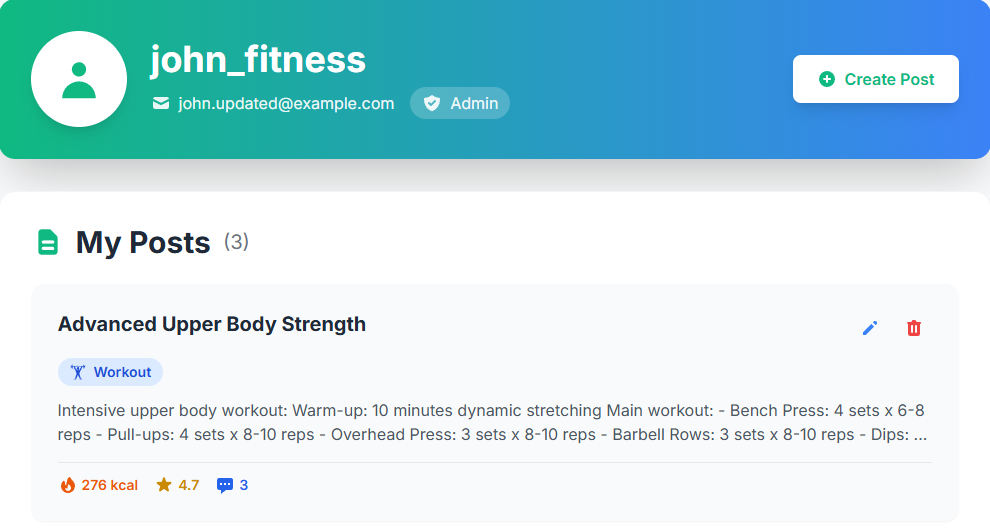 john_fitness
john.updated@example.com Admin
Create Post
My Posts (3)
Advanced Upper Body Strength
Workout
Intensive upper body workout: Warm-up: 10 minutes dynamic stretching Main workout: - Bench Press: 4 sets x 6-8
reps - Pull-ups: 4 sets x 8-10 reps - Overhead Press: 3 sets x 8-10 reps - Barbell Rows: 3 sets x 8-10 reps - Dips: ...
276 kcal 4.7 3